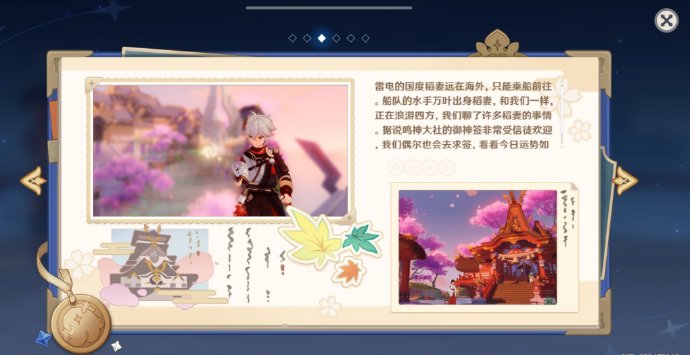 雷电的国度稻妻远在海外，只能乘船前往
。船队的水手万叶出身稻妻，和我们一样，
正在浪游四方，我们聊了许多稻妻的事情
。据说鸣神大社的御神签非常受信徒欢迎
，我们偶尔也会去求签，看看今日运势如